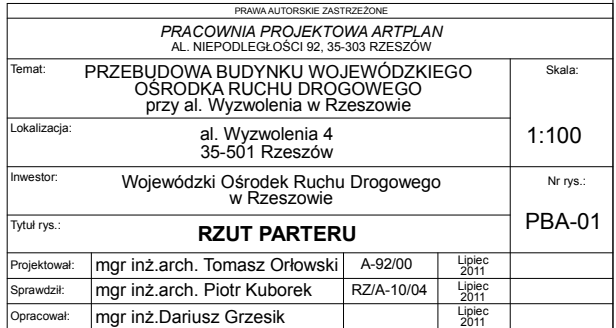 PRAWA AUTORSKIE ZASTRZEŻONE
PRACOWNIA PROJEKTOWA ARTPLAN
AL. NIEPODLEGŁOŚCI 92, 35-303 RZESZÓW
Temat:
PRZEBUDOWA BUDYNKU WOJEWÓDZKIEGO
OŚRODKA RUCHU DROGOWEGO
przy al. Wyzwolenia w Rzeszowie
Skala:
1:100
Lokalizacja:
al. Wyzwolenia 4
35-501 Rzeszów
Inwestor:
Wojewódzki Ośrodek Ruchu Drogowego
w Rzeszowie
Nr rys.:
PBA-01
Tytuł rys.:
RZUT PARTERU
Projektował: mgr inż.arch. Tomasz Orłowski A-92/00 Lipiec 2011
Sprawdził: mgr inż.arch. Piotr Kuborek RZ/A-10/04 Lipiec 2011
Opracował: mgr inż.Dariusz Grzesik Lipiec 2011